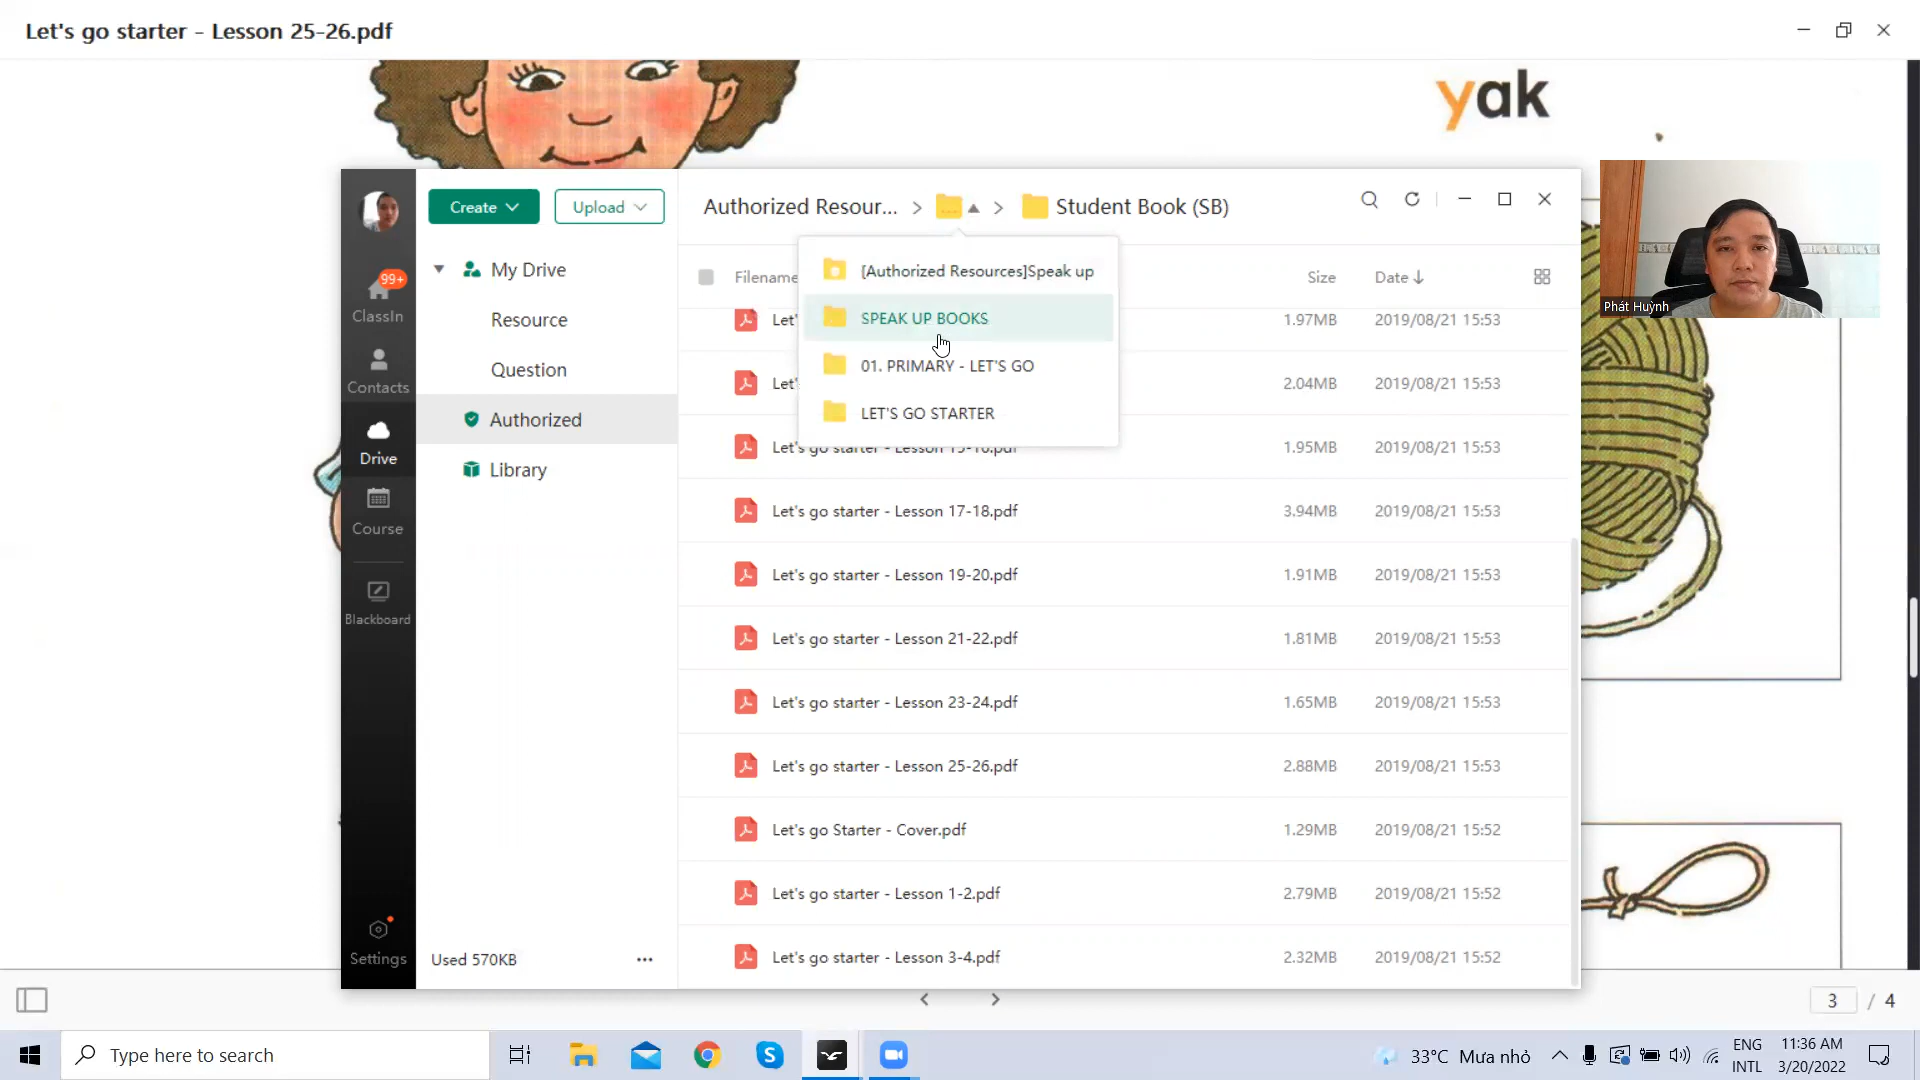 Let's go starter - Lesson 25-26.pdf
yak
Phát Huỳnh
Create
Upload
Authorized Resour... > > Student Book (SB)
99+
ClassIn
Contacts
Drive
Course
Blackboard
Settings
My Drive
Resource
Question
Authorized
Library
Used 570KB
[Authorized Resources]Speak up
SPEAK UP BOOKS
01. PRIMARY - LET'S GO
LET'S GO STARTER
Filename Size Date
Let' 1.97MB 2019/08/21 15:53
Let' 2.04MB 2019/08/21 15:53
Let's go starter - Lesson 15-16.pdf 1.95MB 2019/08/21 15:53
Let's go starter - Lesson 17-18.pdf 3.94MB 2019/08/21 15:53
Let's go starter - Lesson 19-20.pdf 1.91MB 2019/08/21 15:53
Let's go starter - Lesson 21-22.pdf 1.81MB 2019/08/21 15:53
Let's go starter - Lesson 23-24.pdf 1.65MB 2019/08/21 15:53
Let's go starter - Lesson 25-26.pdf 2.88MB 2019/08/21 15:53
Let's go Starter - Cover.pdf 1.29MB 2019/08/21 15:52
Let's go starter - Lesson 1-2.pdf 2.79MB 2019/08/21 15:52
Let's go starter - Lesson 3-4.pdf 2.32MB 2019/08/21 15:52
3 / 4
Type here to search
33°C Mưa nhỏ
ENG
INTL
11:36 AM
3/20/2022